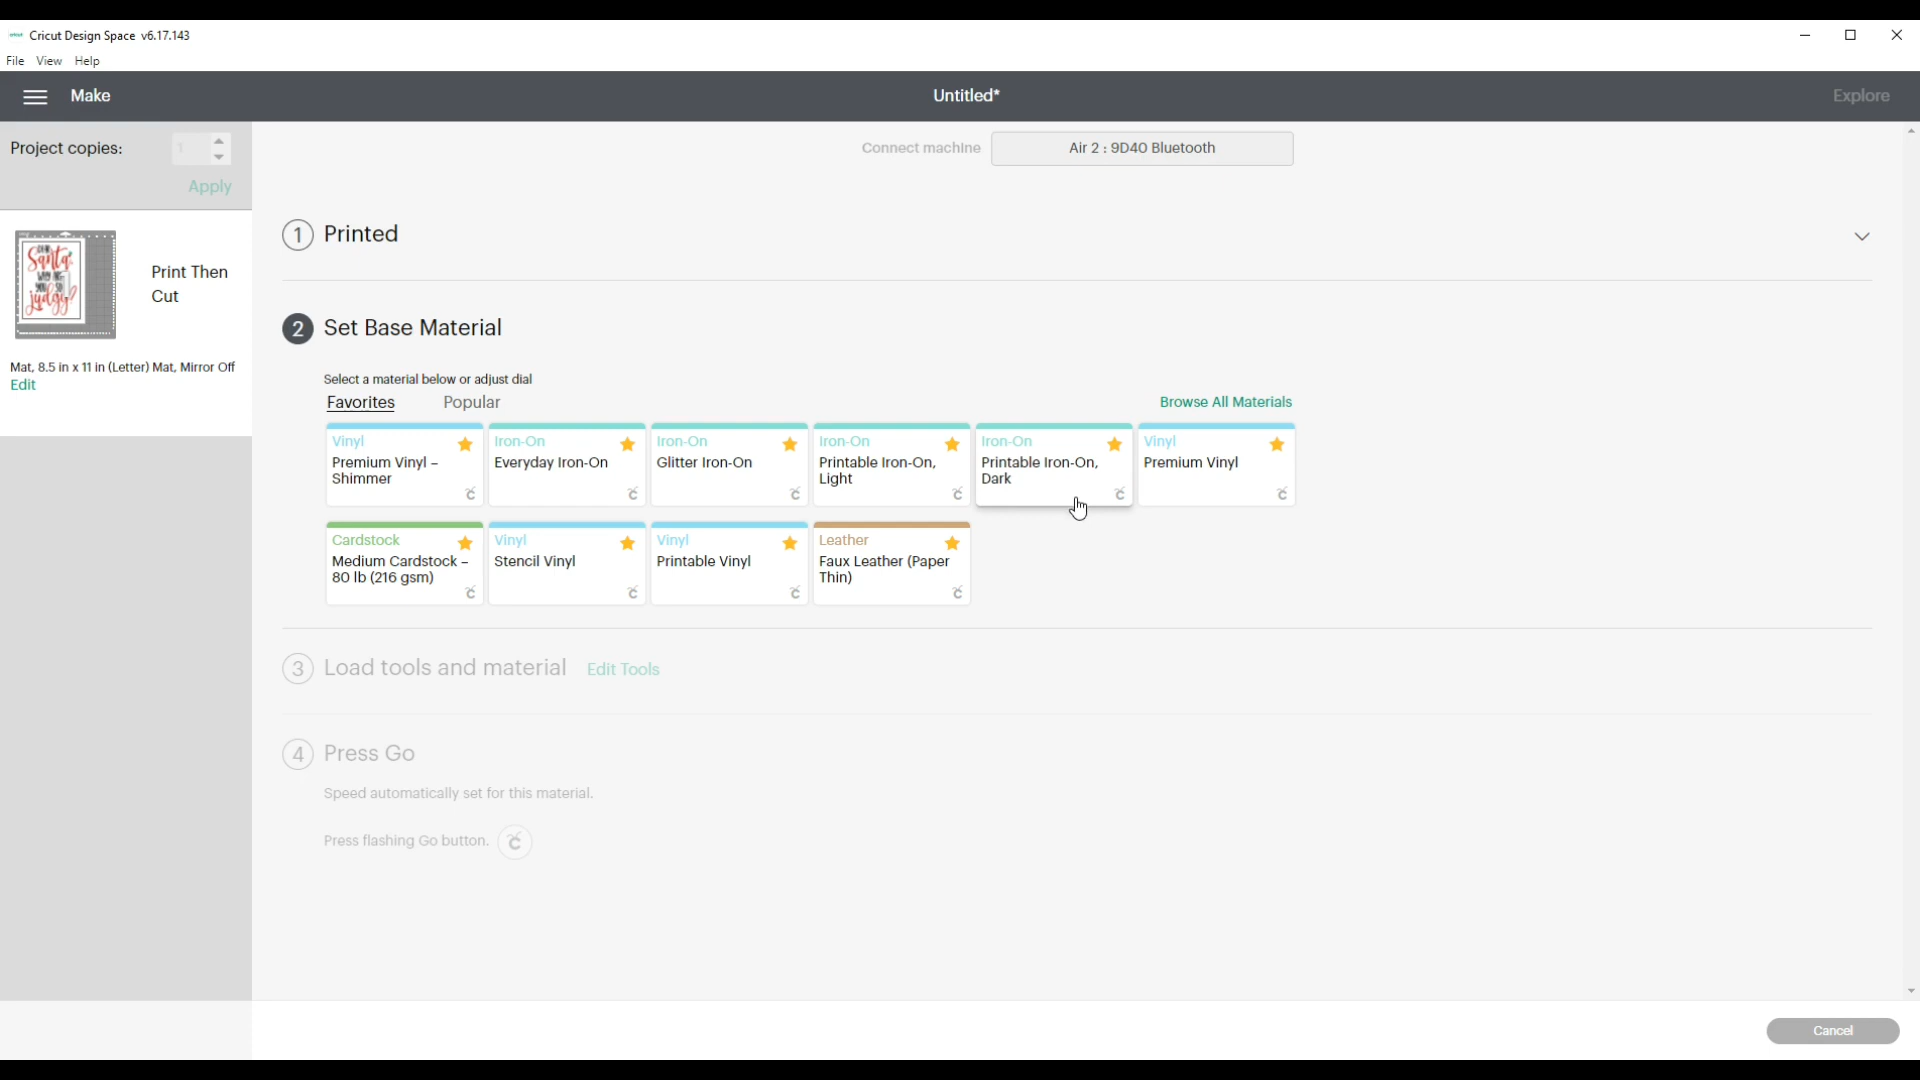 Cricut Design Space v6.17.143
File View Help
Make
Untitled*
Explore
Project copies:
1
Apply
Connect machine
Air 2 : 9D40 Bluetooth
1 Printed
Santa
judgy?
Print Then
Cut
Mat, 8.5 in x 11 in (Letter) Mat, Mirror Off
Edit
2 Set Base Material
Select a material below or adjust dial
Favorites Popular
Browse All Materials
Vinyl
Premium Vinyl –
Shimmer
Iron-On
Everyday Iron-On
Iron-On
Glitter Iron-On
Iron-On
Printable Iron-On,
Light
Iron-On
Printable Iron-On,
Dark
Vinyl
Premium Vinyl
Cardstock
Medium Cardstock –
80 lb (216 gsm)
Vinyl
Stencil Vinyl
Vinyl
Printable Vinyl
Leather
Faux Leather (Paper
Thin)
3 Load tools and material Edit Tools
4 Press Go
Speed automatically set for this material.
Press flashing Go button.
Cancel